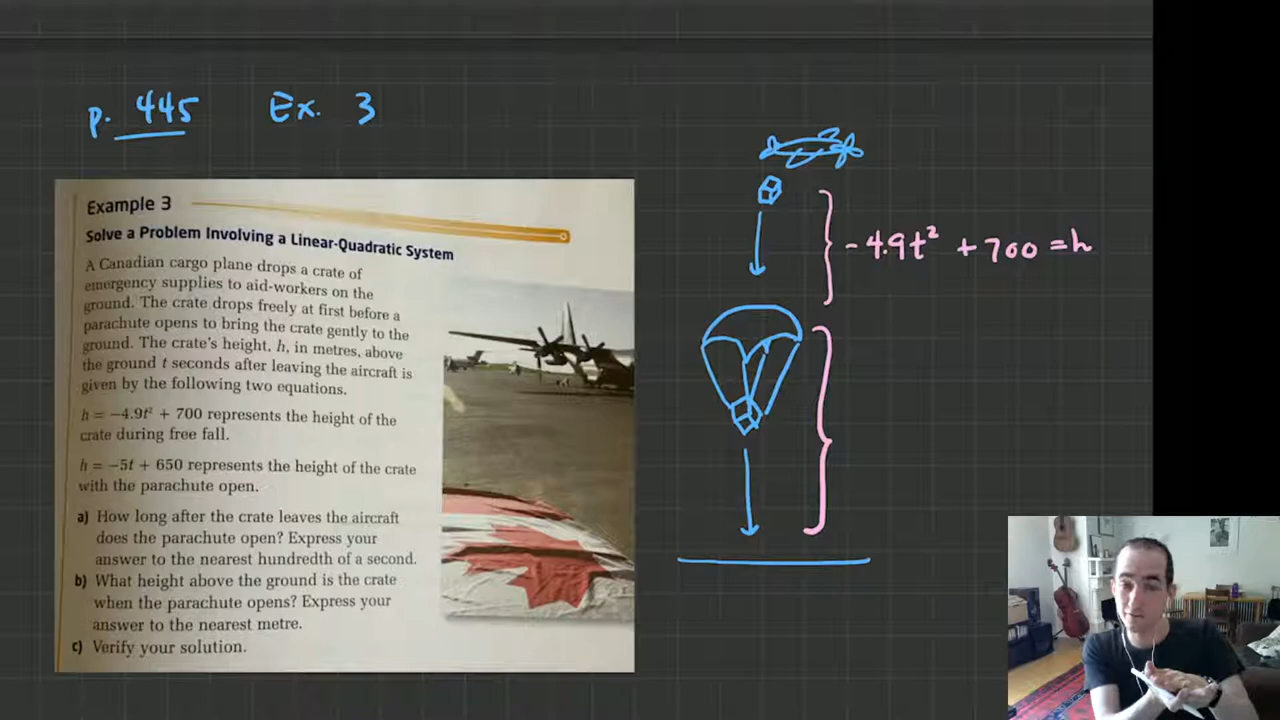 p. 445 Ex. 3
Example 3
Solve a Problem Involving a Linear-Quadratic System
A Canadian cargo plane drops a crate of
emergency supplies to aid-workers on the
ground. The crate drops freely at first before a
parachute opens to bring the crate gently to the
ground. The crate's height, h, in metres, above
the ground t seconds after leaving the aircraft is
given by the following two equations.
h = −4.9t² + 700 represents the height of the
crate during free fall.
h = −5t + 650 represents the height of the crate
with the parachute open.
a) How long after the crate leaves the aircraft
does the parachute open? Express your
answer to the nearest hundredth of a second.
b) What height above the ground is the crate
when the parachute opens? Express your
answer to the nearest metre.
c) Verify your solution.
-4.9t² + 700 = h